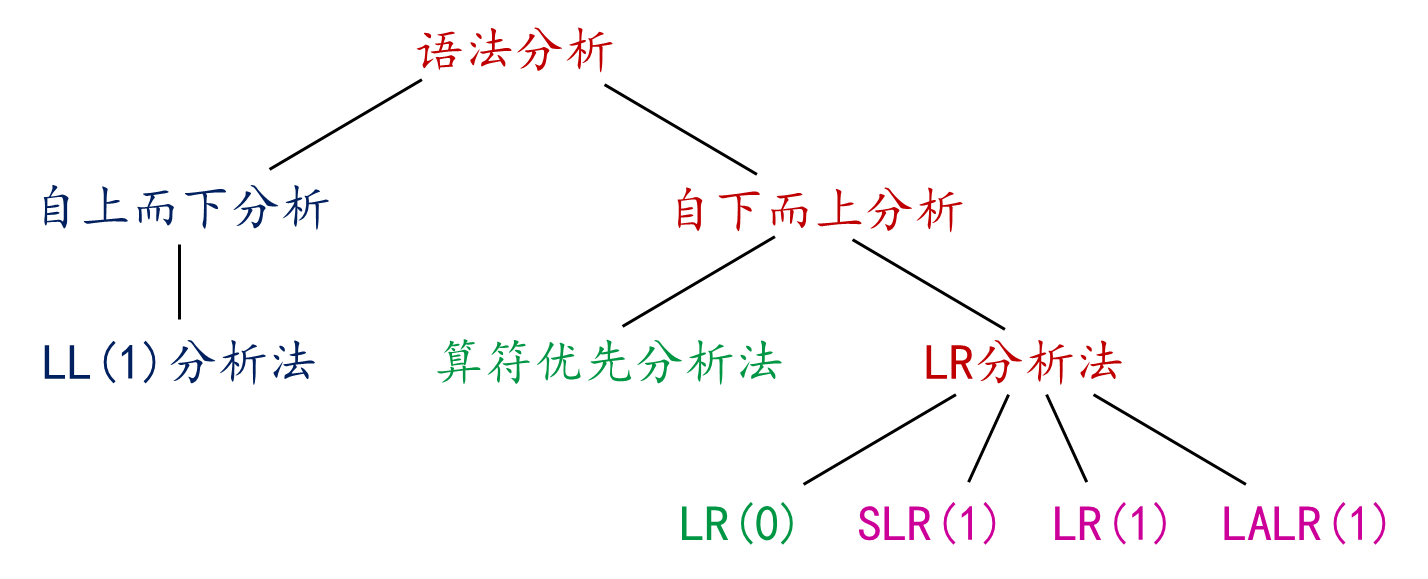 语法分析
自上而下分析
自下而上分析
LL(1)分析法
算符优先分析法
LR分析法
LR(0)
SLR(1)
LR(1)
LALR(1)